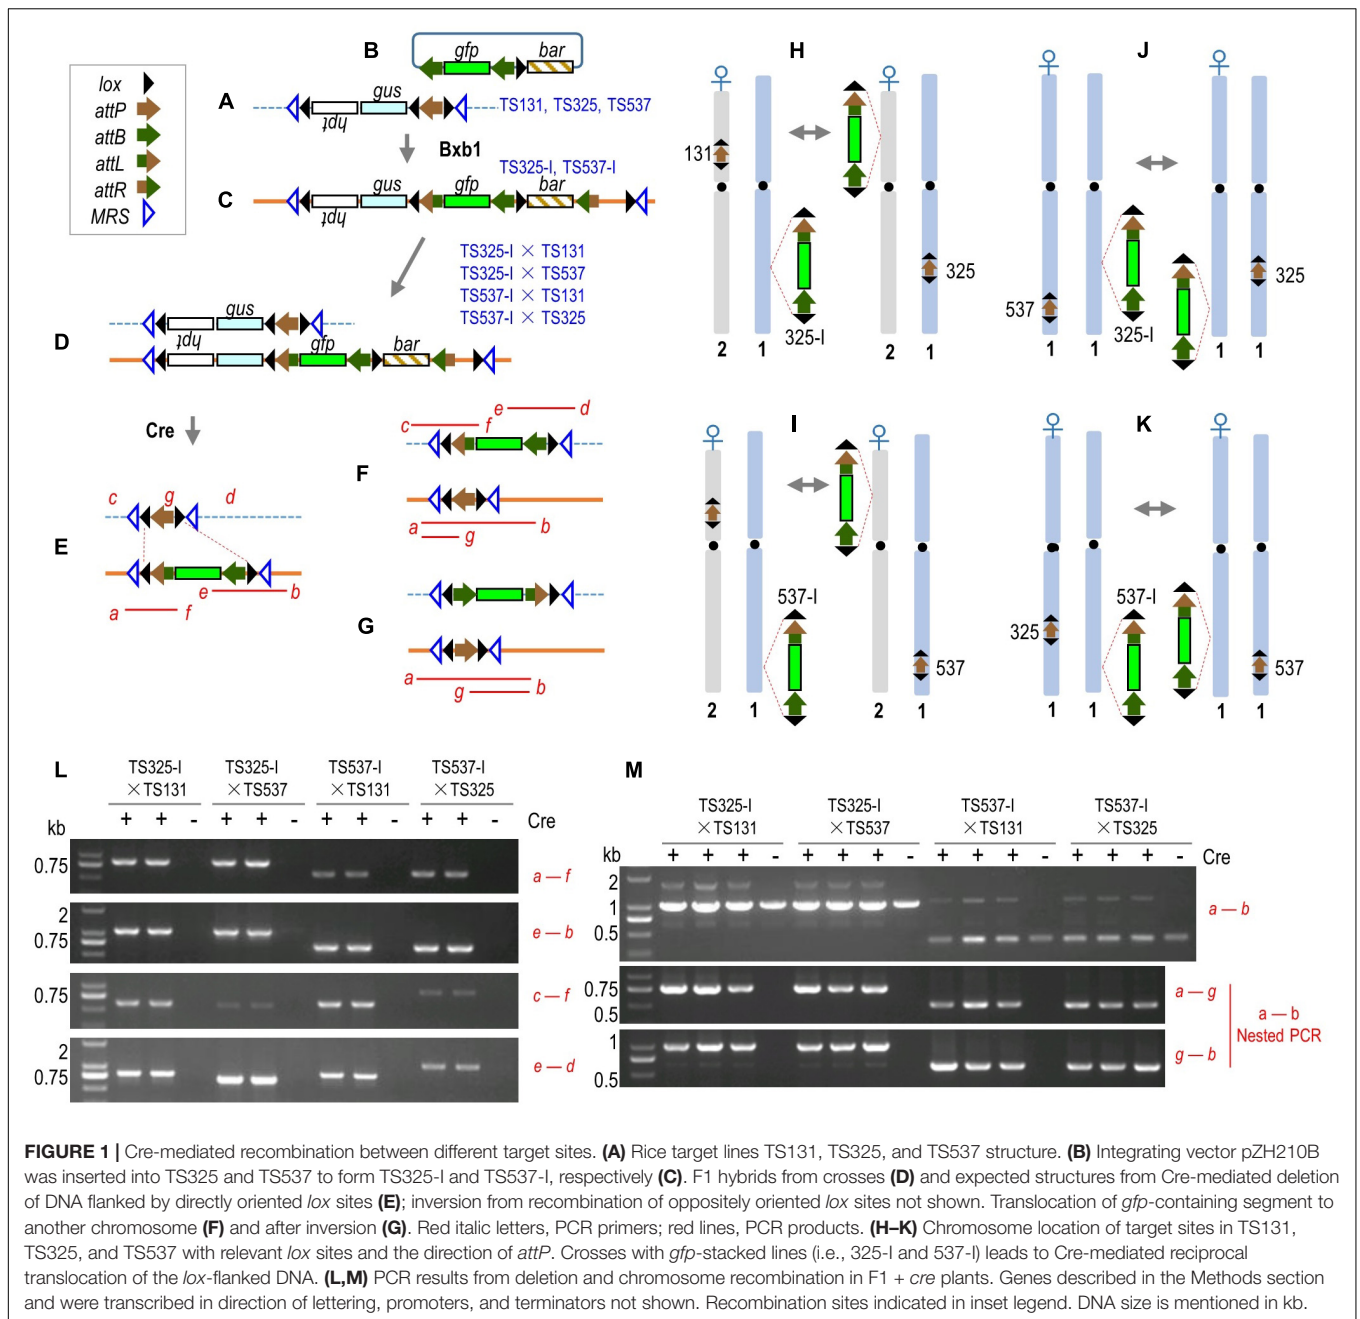 B
gfp
bar
lox
attP
attB
attL
attR
MRS
A
gus
hpt
TS131, TS325, TS537
Bxb1
TS325-I, TS537-I
C
gus
gfp
bar
hpt
TS325-I × TS131
TS325-I × TS537
TS537-I × TS131
TS537-I × TS325
D
gus
hpt
gfp
bar
Cre
E
c
g
d
a
f
e
b
F
c
f
e
d
a
g
b
G
a
g
b
H
131
325-I
325
2
1
2
1
J
537
325-I
325
1
1
1
1
I
537-I
537
2
1
2
1
K
325
537-I
537
1
1
1
1
L
TS325-I
× TS131
TS325-I
× TS537
TS537-I
× TS131
TS537-I
× TS325
kb
+ + - + + - + + - + + -
Cre
0.75
a — f
2
0.75
e — b
0.75
c — f
2
0.75
e — d
M
TS325-I
× TS131
TS325-I
× TS537
TS537-I
× TS131
TS537-I
× TS325
kb
+ + + - + + + - + + + - + + + -
Cre
2
1
0.5
a — b
0.75
0.5
a — g
1
0.5
g — b
a — b
Nested PCR
FIGURE 1 | Cre-mediated recombination between different target sites. (A) Rice target lines TS131, TS325, and TS537 structure. (B) Integrating vector pZH210B
was inserted into TS325 and TS537 to form TS325-I and TS537-I, respectively (C). F1 hybrids from crosses (D) and expected structures from Cre-mediated deletion
of DNA flanked by directly oriented lox sites (E); inversion from recombination of oppositely oriented lox sites not shown. Translocation of gfp-containing segment to
another chromosome (F) and after inversion (G). Red italic letters, PCR primers; red lines, PCR products. (H–K) Chromosome location of target sites in TS131,
TS325, and TS537 with relevant lox sites and the direction of attP. Crosses with gfp-stacked lines (i.e., 325-I and 537-I) leads to Cre-mediated reciprocal
translocation of the lox-flanked DNA. (L,M) PCR results from deletion and chromosome recombination in F1 + cre plants. Genes described in the Methods section
and were transcribed in direction of lettering, promoters, and terminators not shown. Recombination sites indicated in inset legend. DNA size is mentioned in kb.